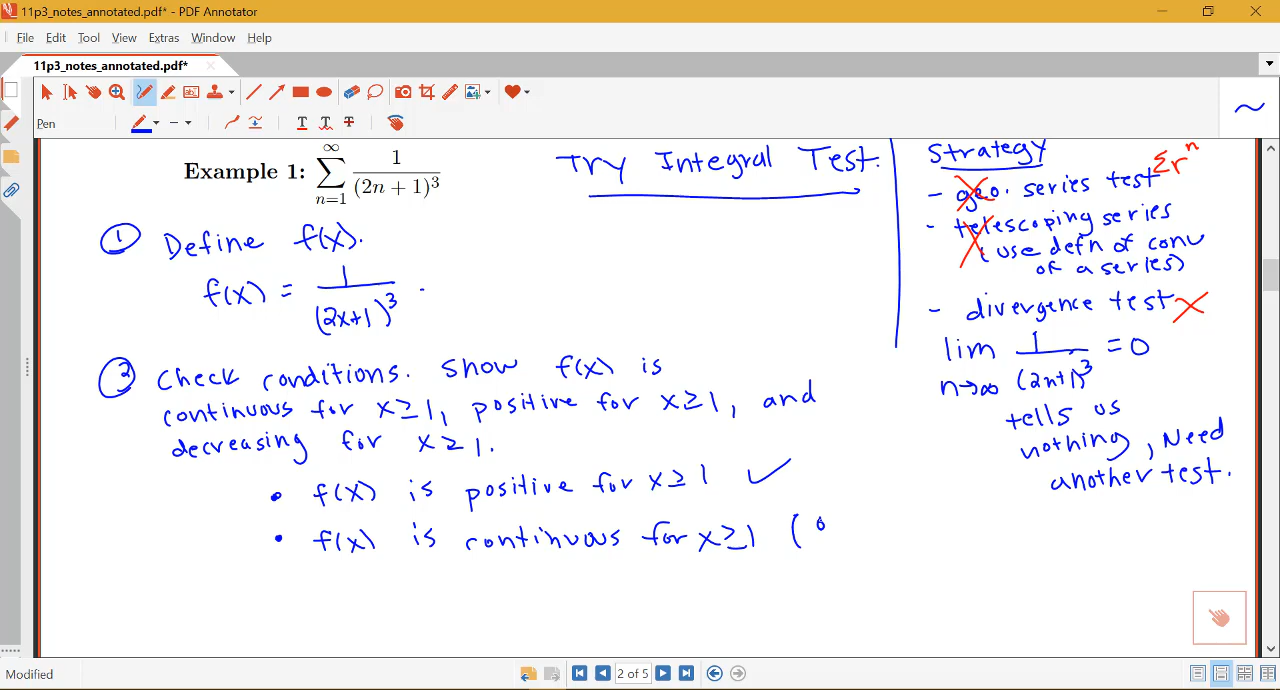 11p3_notes_annotated.pdf* - PDF Annotator
File Edit Tool View Extras Window Help
11p3_notes_annotated.pdf*
Pen
Example 1: ∑_{n=1}^{∞} 1/(2n + 1)^3
Try Integral Test.
① Define f(x).
f(x) = 1/(2x+1)^3 .
② Check conditions. Show f(x) is
continuous for x ≥ 1, positive for x ≥ 1, and
decreasing for x ≥ 1.
• f(x) is positive for x ≥ 1 ✓
• f(x) is continuous for x ≥ 1 (
Strategy
- geo. series test Σr^n
- telescoping series
(use defn of conv
of a series)
- divergence test X
lim_{n→∞} 1/(2n+1)^3 = 0
tells us
nothing, Need
another test.
Modified
2 of 5